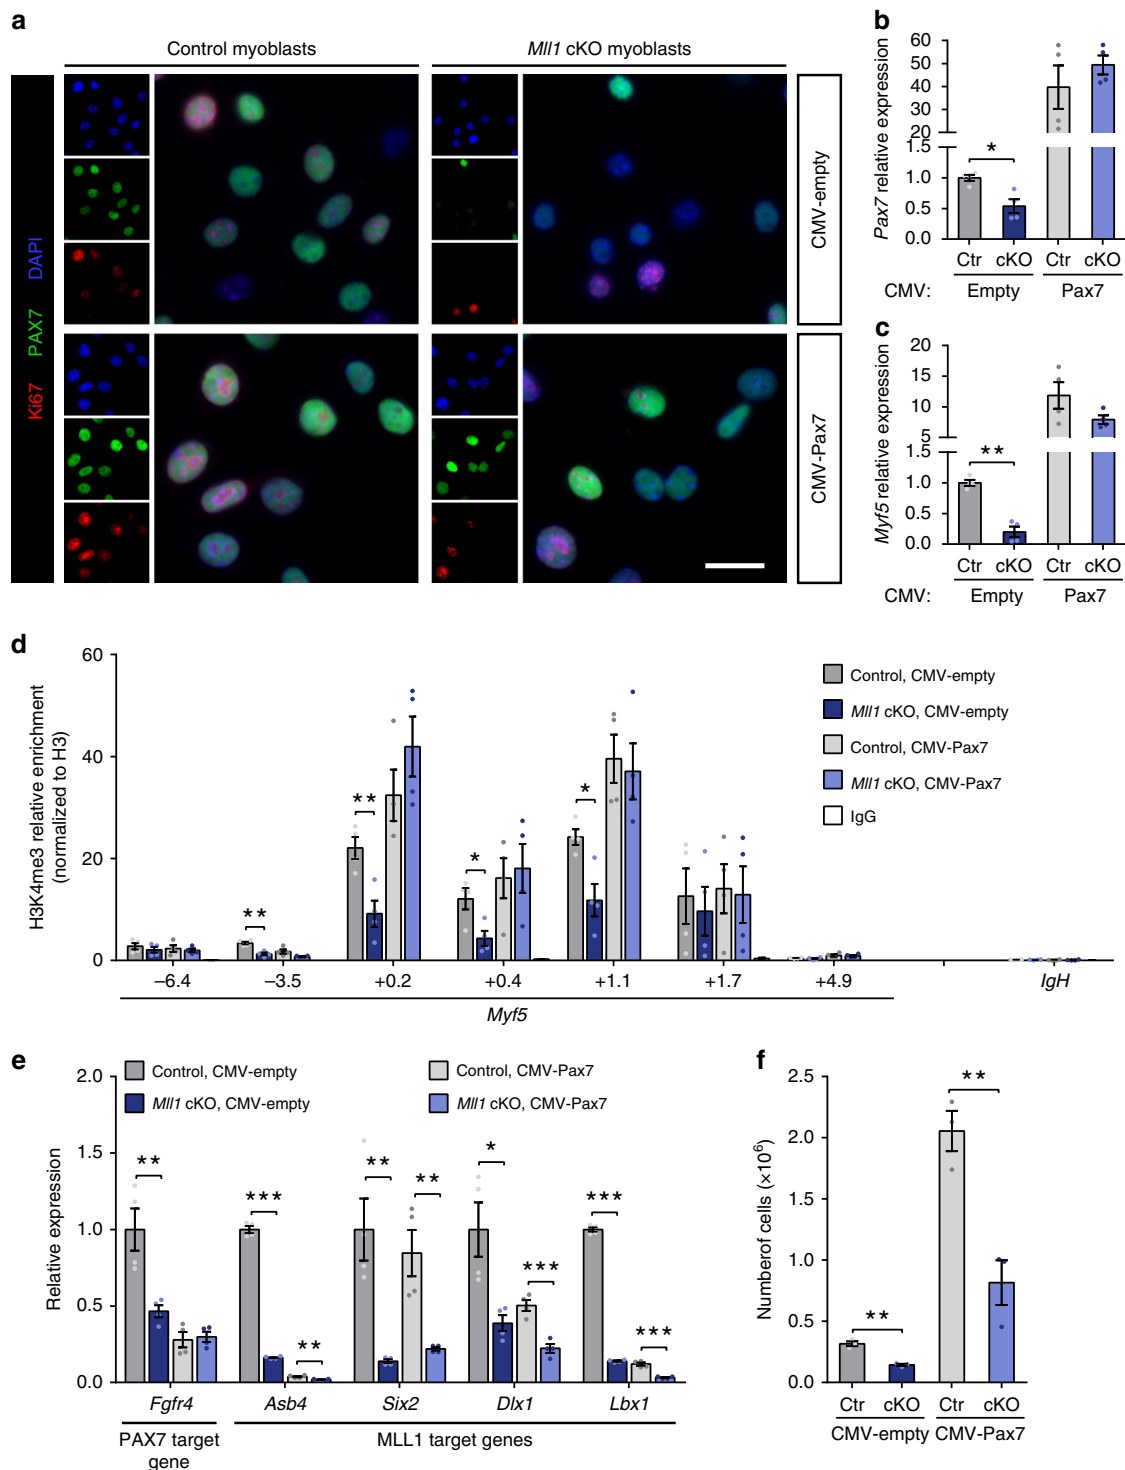 a
Control myoblasts
Mll1 cKO myoblasts
Ki67 PAX7 DAPI
CMV-empty
CMV-Pax7
b
Pax7 relative expression
60
50
40
30
20
1.5
1.0
0.5
0.0
*
Ctr cKO Ctr cKO
CMV: Empty Pax7
c
Myf5 relative expression
20
15
10
5
1.5
1.0
0.5
0.0
**
Ctr cKO Ctr cKO
CMV: Empty Pax7
d
H3K4me3 relative enrichment
(normalized to H3)
60
40
20
0
** ** * *
Control, CMV-empty
Mll1 cKO, CMV-empty
Control, CMV-Pax7
Mll1 cKO, CMV-Pax7
IgG
–6.4 –3.5 +0.2 +0.4 +1.1 +1.7 +4.9 IgH
Myf5
e
Control, CMV-empty
Control, CMV-Pax7
Mll1 cKO, CMV-empty
Mll1 cKO, CMV-Pax7
Relative expression
2.0
1.5
1.0
0.5
0.0
** *** ** ** ** * *** *** ***
Fgfr4 Asb4 Six2 Dlx1 Lbx1
PAX7 target
gene
MLL1 target genes
f
Numberof cells (×10⁶)
2.5
2.0
1.5
1.0
0.5
0.0
** **
Ctr cKO Ctr cKO
CMV-empty CMV-Pax7